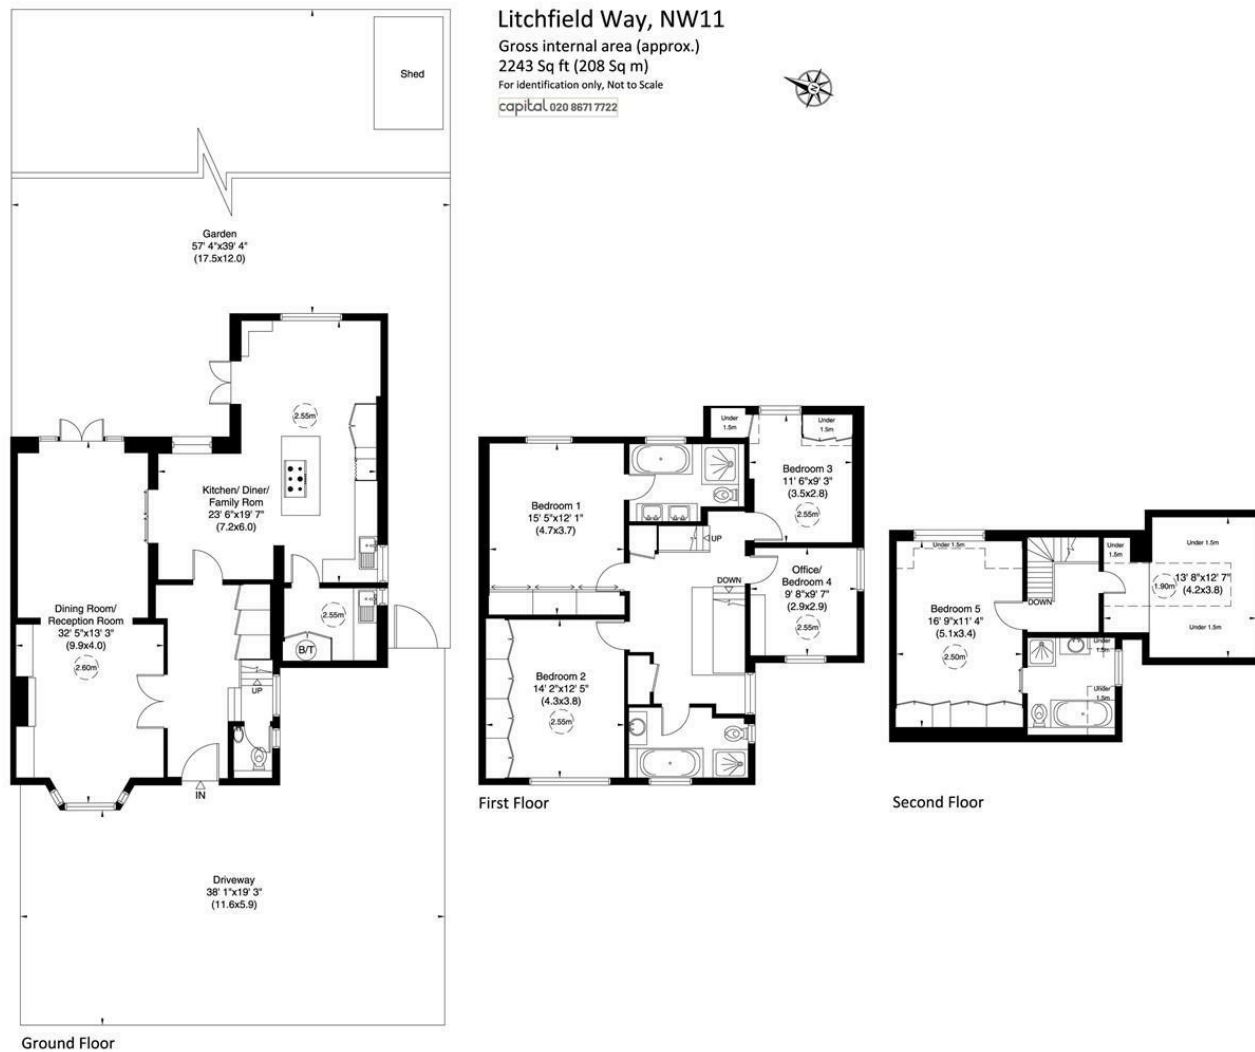 Litchfield Way, NW11
Gross internal area (approx.)
2243 Sq ft (208 Sq m)
For identification only, Not to Scale
capital 020 8671 7722
N
Shed
Garden
57' 4"x39' 4"
(17.5x12.0)
2.55m
Kitchen/ Diner/
Family Rom
23' 6"x19' 7"
(7.2x6.0)
Dining Room/
Reception Room
32' 5"x13' 3"
(9.9x4.0)
2.60m
2.55m
B/T
UP
IN
Driveway
38' 1"x19' 3"
(11.6x5.9)
Ground Floor
Under
1.5m
Under
1.5m
Bedroom 3
11' 6"x9' 3"
(3.5x2.8)
2.55m
Bedroom 1
15' 5"x12' 1"
(4.7x3.7)
UP
DOWN
Office/
Bedroom 4
9' 8"x9' 7"
(2.9x2.9)
2.55m
Bedroom 2
14' 2"x12' 5"
(4.3x3.8)
2.55m
First Floor
Under 1.5m
Under
1.5m
Under 1.5m
13' 8"x12' 7"
(4.2x3.8)
1.90m
Under 1.5m
DOWN
Bedroom 5
16' 9"x11' 4"
(5.1x3.4)
2.50m
Under
1.5m
Under
1.5m
Second Floor